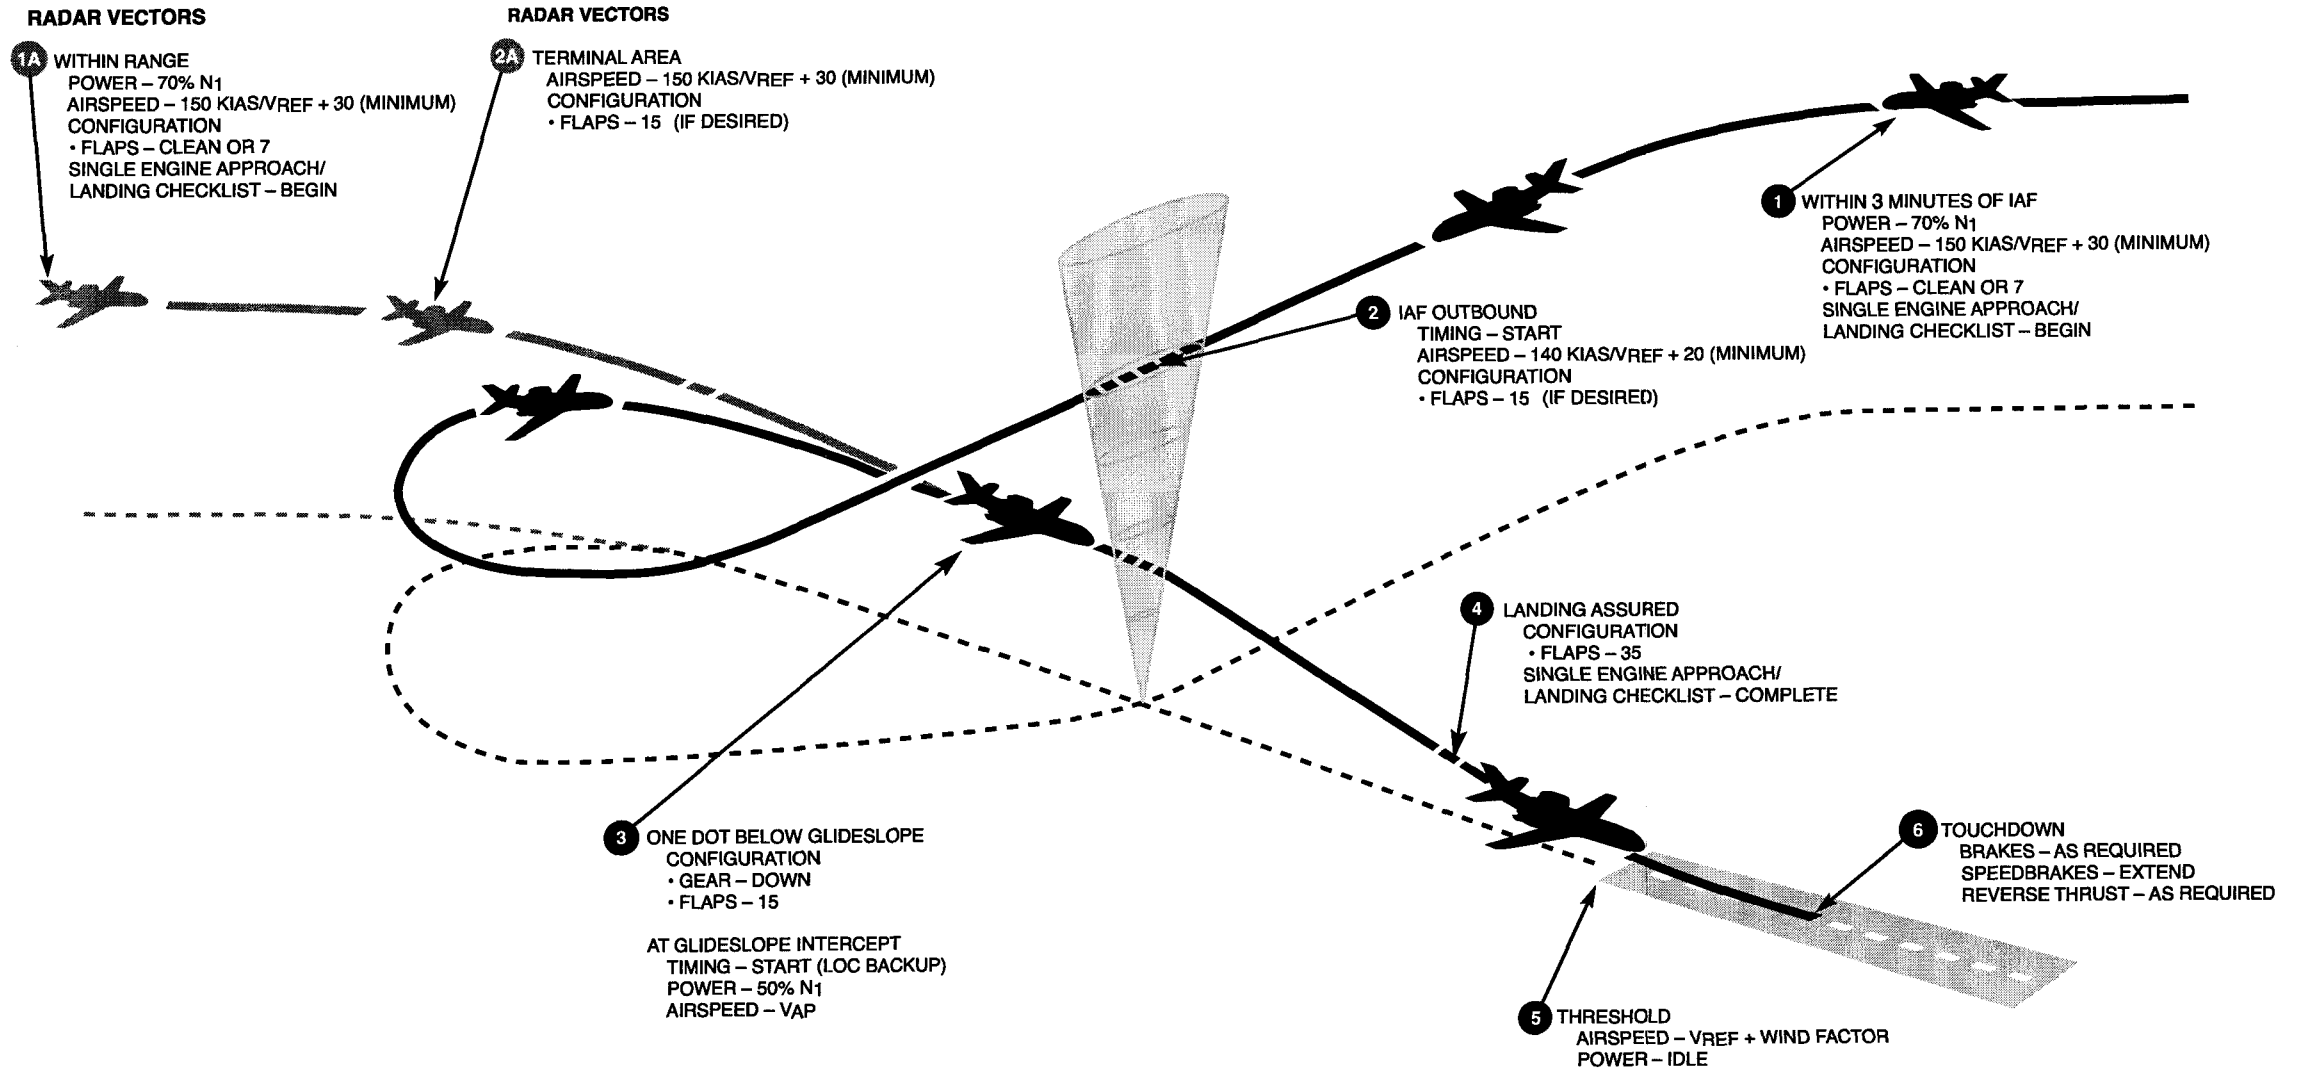 RADAR VECTORS
1A WITHIN RANGE
POWER – 70% N1
AIRSPEED – 150 KIAS/VREF + 30 (MINIMUM)
CONFIGURATION
• FLAPS – CLEAN OR 7
SINGLE ENGINE APPROACH/
LANDING CHECKLIST – BEGIN
RADAR VECTORS
2A TERMINAL AREA
AIRSPEED – 150 KIAS/VREF + 30 (MINIMUM)
CONFIGURATION
• FLAPS – 15 (IF DESIRED)
1 WITHIN 3 MINUTES OF IAF
POWER – 70% N1
AIRSPEED – 150 KIAS/VREF + 30 (MINIMUM)
CONFIGURATION
• FLAPS – CLEAN OR 7
SINGLE ENGINE APPROACH/
LANDING CHECKLIST – BEGIN
2 IAF OUTBOUND
TIMING – START
AIRSPEED – 140 KIAS/VREF + 20 (MINIMUM)
CONFIGURATION
• FLAPS – 15 (IF DESIRED)
3 ONE DOT BELOW GLIDESLOPE
CONFIGURATION
• GEAR – DOWN
• FLAPS – 15
AT GLIDESLOPE INTERCEPT
TIMING – START (LOC BACKUP)
POWER – 50% N1
AIRSPEED – VAP
4 LANDING ASSURED
CONFIGURATION
• FLAPS – 35
SINGLE ENGINE APPROACH/
LANDING CHECKLIST – COMPLETE
5 THRESHOLD
AIRSPEED – VREF + WIND FACTOR
POWER – IDLE
6 TOUCHDOWN
BRAKES – AS REQUIRED
SPEEDBRAKES – EXTEND
REVERSE THRUST – AS REQUIRED